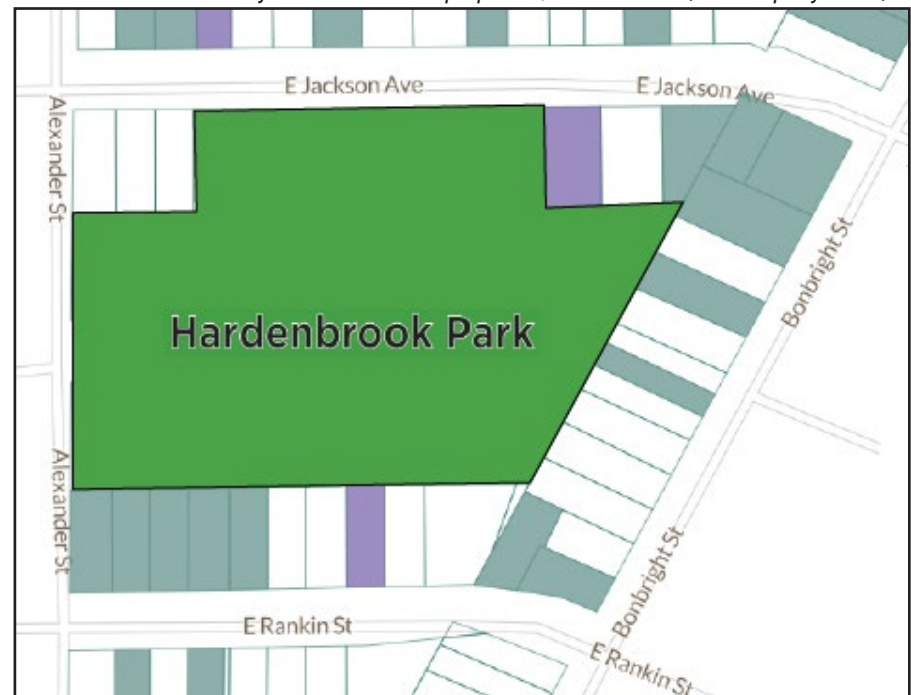 E Jackson Ave
E Jackson Ave
Alexander St
Bonbright St
Hardenbrook Park
Alexander St
Bonbright St
E Rankin St
E Rankin St